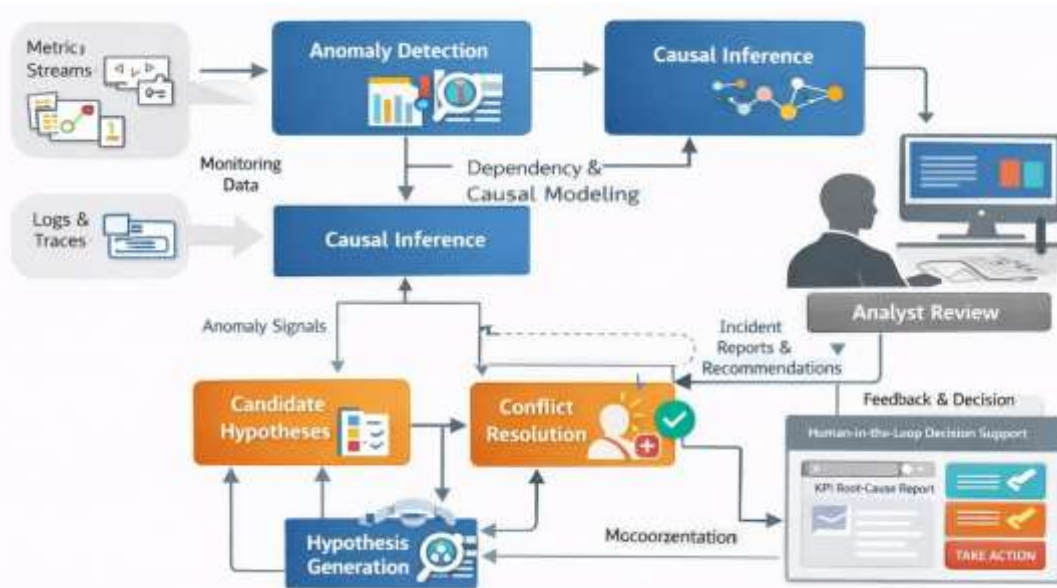 Metrics
Streams
Anomaly Detection
Causal Inference
Monitoring
Data
Dependency &
Causal Modeling
Logs &
Traces
Causal Inference
Analyst Review
Anomaly Signals
Incident
Reports &
Recommendations
Candidate
Hypotheses
Conflict
Resolution
Feedback & Decision
Human-in-the-Loop Decision Support
KPI Root-Cause Report
TAKE ACTION
Hypothesis
Generation
Mocoorzentation